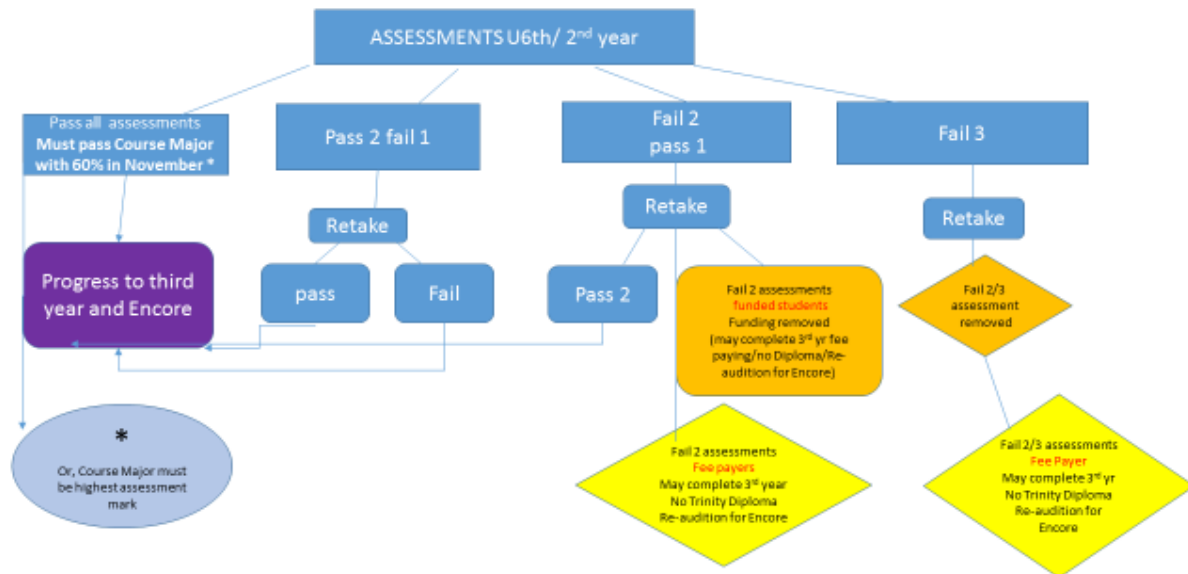 ASSESSMENTS U6th/ 2nd year
Pass all assessments
Must pass Course Major
with 60% in November *
Pass 2 fail 1
Fail 2
pass 1
Fail 3
Retake
Retake
Retake
Progress to third
year and Encore
pass
Fail
Pass 2
Fail 2 assessments
funded students
Funding removed
(may complete 3rd yr fee
paying/no Diploma/Re-
audition for Encore)
Fail 2/3
assessment
removed
*
Or, Course Major must
be highest assessment
mark
Fail 2 assessments
Fee payers
May complete 3rd year
No Trinity Diploma
Re-audition for Encore
Fail 2/3 assessments
Fee Payer
May complete 3rd yr
No Trinity Diploma
Re-audition for
Encore